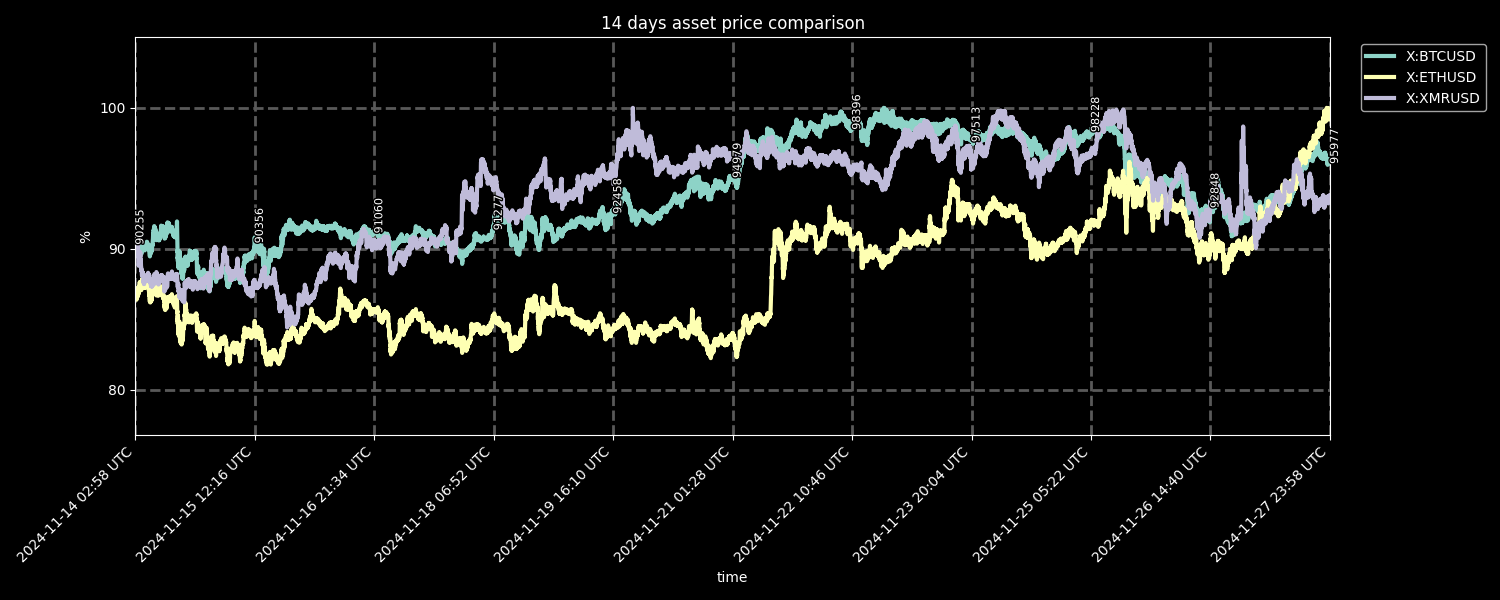 14 days asset price comparison
X:BTCUSD
X:ETHUSD
X:XMRUSD
100
90
80
%
90255
90356
91060
91277
92458
94979
98396
97513
98228
92848
95977
2024-11-14 02:58 UTC
2024-11-15 12:16 UTC
2024-11-16 21:34 UTC
2024-11-18 06:52 UTC
2024-11-19 16:10 UTC
2024-11-21 01:28 UTC
2024-11-22 10:46 UTC
2024-11-23 20:04 UTC
2024-11-25 05:22 UTC
2024-11-26 14:40 UTC
2024-11-27 23:58 UTC
time